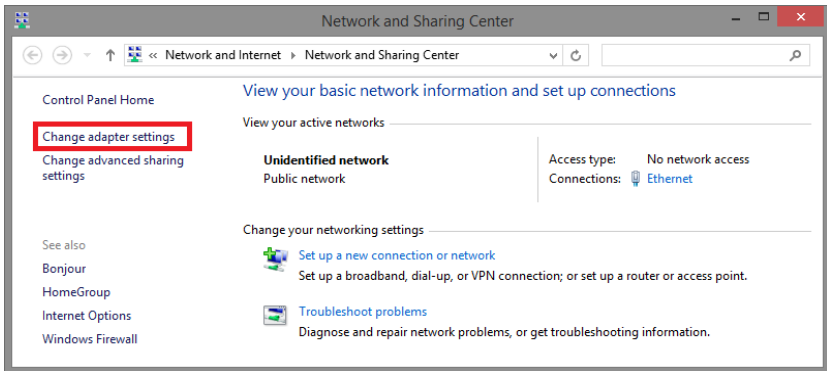 Network and Sharing Center
« Network and Internet Network and Sharing Center
Control Panel Home
Change adapter settings
Change advanced sharing
settings
See also
Bonjour
HomeGroup
Internet Options
Windows Firewall
View your basic network information and set up connections
View your active networks
Unidentified network
Public network
Access type: No network access
Connections: Ethernet
Change your networking settings
Set up a new connection or network
Set up a broadband, dial-up, or VPN connection; or set up a router or access point.
Troubleshoot problems
Diagnose and repair network problems, or get troubleshooting information.